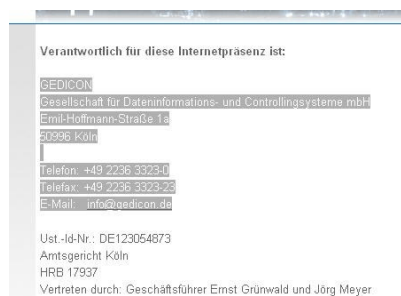 Verantwortlich für diese Internetpräsenz ist:
GEDICON
Gesellschaft für Dateninformations- und Controllingsysteme mbH
Emil-Hoffmann-Straße 1a
50996 Köln
Telefon: +49 2236 3323-0
Telefax: +49 2236 3323-23
E-Mail: info@gedicon.de
Ust.-Id-Nr.: DE123054873
Amtsgericht Köln
HRB 17937
Vertreten durch: Geschäftsführer Ernst Grünwald und Jörg Meyer